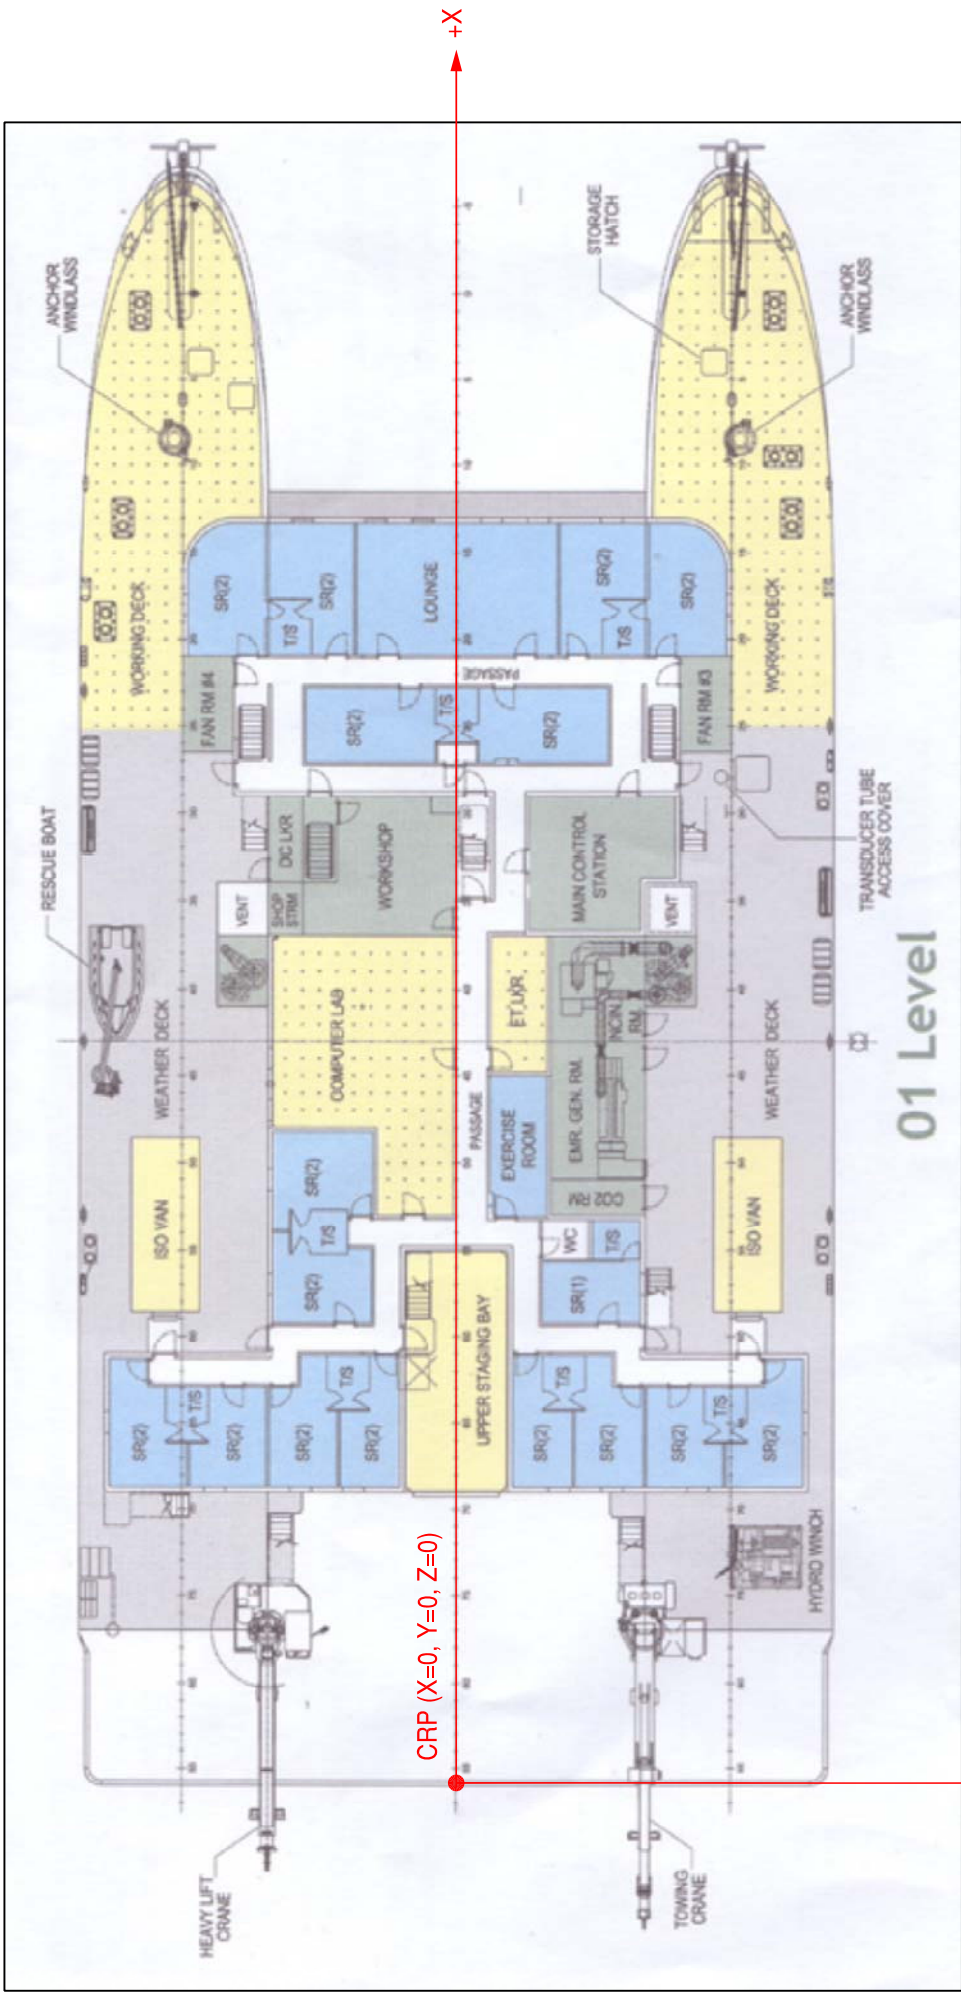 +X
STORAGE
HATCH
ANCHOR
WINDLASS
ANCHOR
WINDLASS
WORKING DECK
WORKING DECK
SR(2)
SR(2)
T/S
LOUNGE
SR(2)
T/S
SR(2)
PASSAGE
FAN RM #4
SR(2)
T/S
SR(2)
FAN RM #3
RESCUE BOAT
DC LKR
WORKSHOP
MAIN CONTROL
STATION
TRANSDUCER TUBE
ACCESS COVER
VENT
SHOP
STRM
VENT
WEATHER DECK
COMPUTER LAB
ET LKR
INCIN
RM
EMR. GEN. RM.
WEATHER DECK
01 Level
PASSAGE
EXERCISE
ROOM
CO2 RM
SR(2)
T/S
SR(2)
WC
T/S
SR(1)
ISO VAN
ISO VAN
UPPER STAGING BAY
SR(2)
T/S
SR(2)
SR(2)
T/S
SR(2)
SR(2)
T/S
SR(2)
SR(2)
T/S
SR(2)
HYDRO WINCH
CRP (X=0, Y=0, Z=0)
HEAVY LIFT
CRANE
TOWING
CRANE